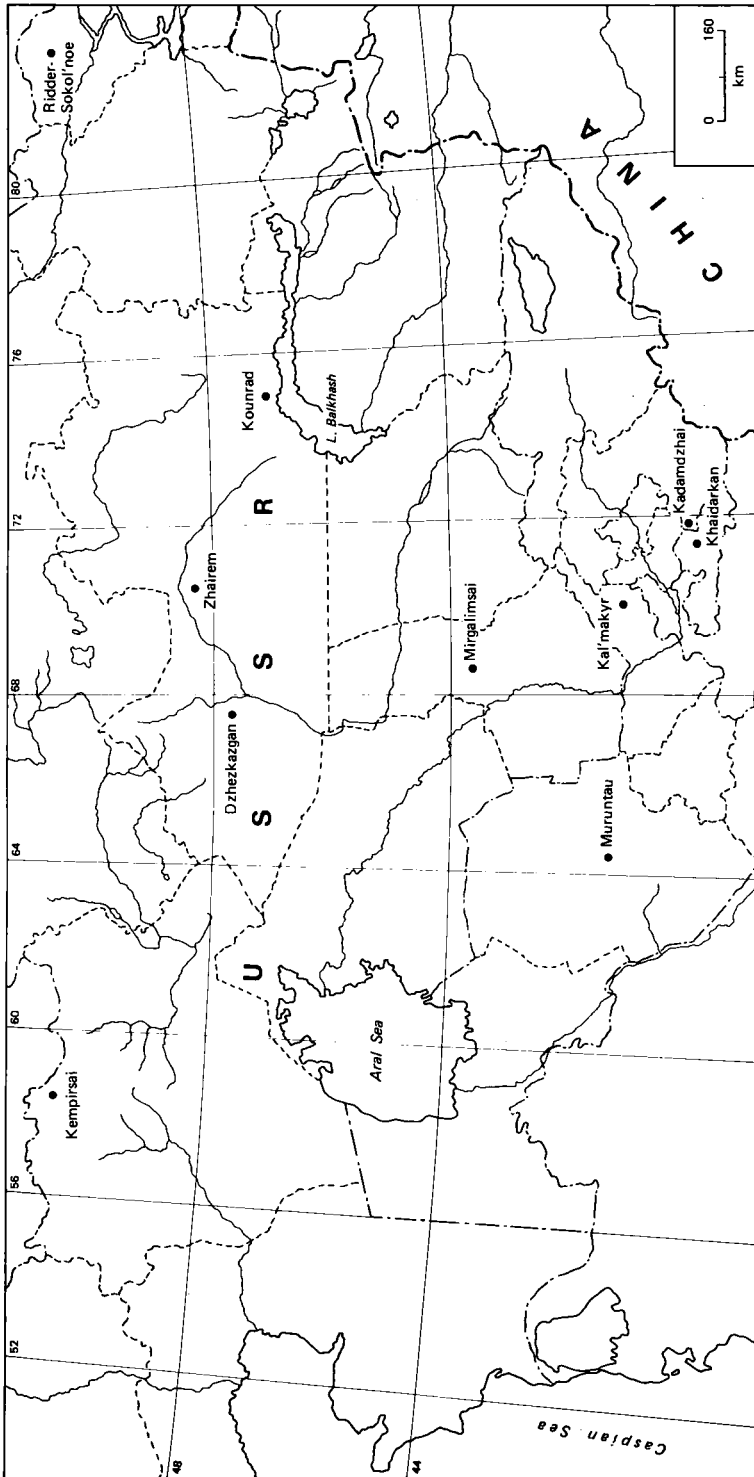 52
56
60
64
68
72
76
80
48
44
Ridder-
Sokol'noe
Kempirsai
Kounrad
Zhairem
Dzhezkazgan
L. Balkhash
U S S R
Aral Sea
Mirgalimsai
Kal'makyr
Kadamdzhai
Khaidarkan
Muruntau
Caspian Sea
CHINA
0 160
km